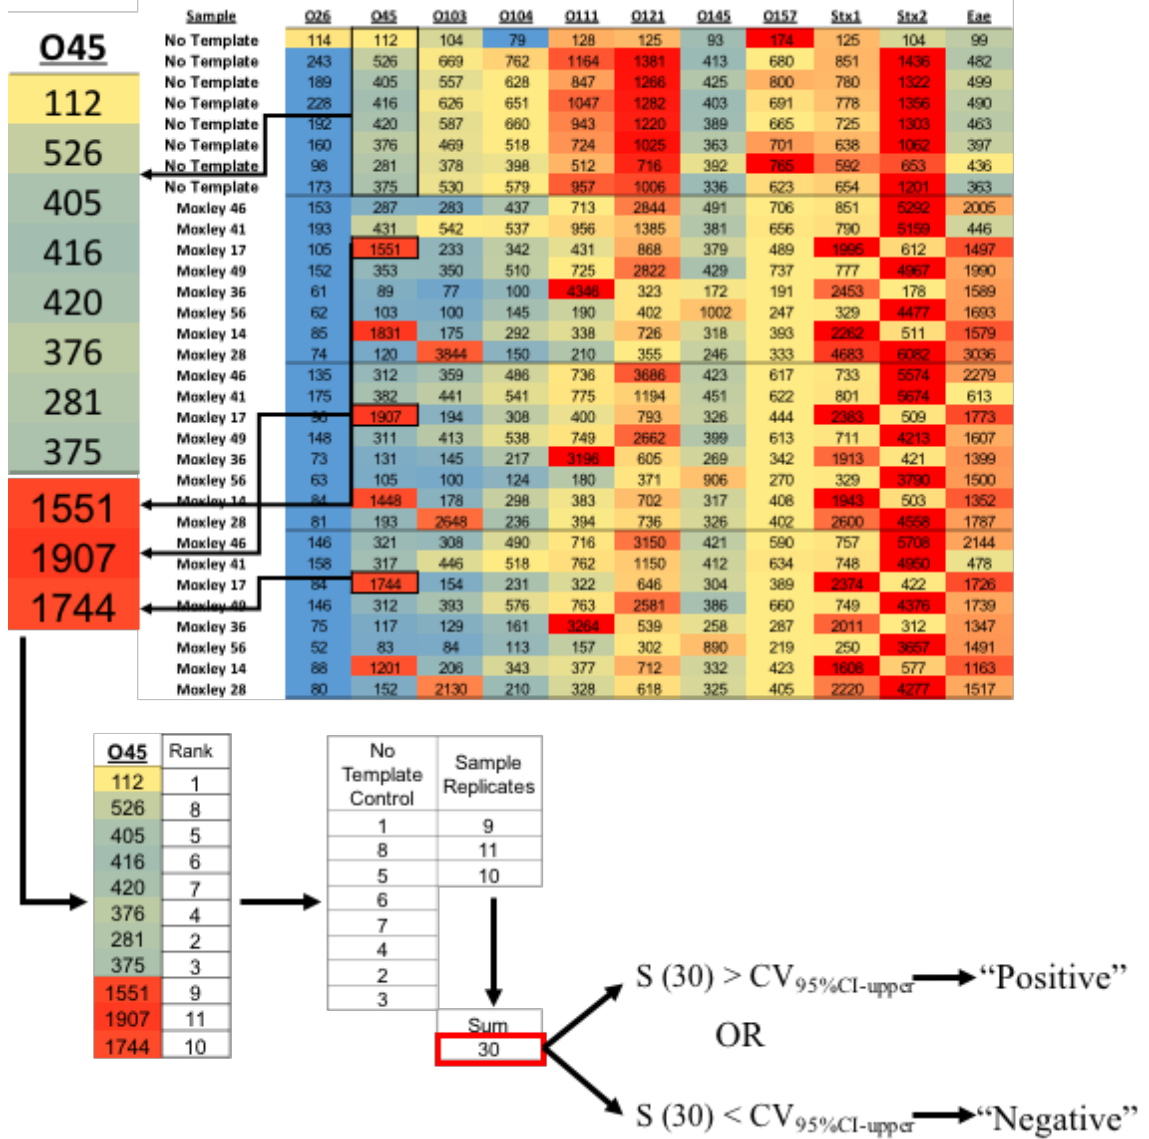 Sample O26 O45 O103 O104 O111 O121 O145 O157 Stx1 Stx2 Eae
No Template 114 112 104 79 128 125 93 174 125 104 99
No Template 243 526 669 762 1164 1381 413 680 851 1436 482
No Template 189 405 557 628 847 1266 425 800 780 1322 499
No Template 228 416 626 651 1047 1282 403 691 778 1356 490
No Template 192 420 587 660 943 1220 389 665 725 1303 463
No Template 160 376 469 518 724 1025 363 701 638 1062 397
No Template 98 281 378 398 512 716 392 765 592 653 436
No Template 173 375 530 579 957 1006 336 623 654 1201 363
Moxley 46 153 287 283 437 713 2844 491 706 851 5292 2005
Moxley 41 193 431 542 537 956 1385 381 656 790 5159 446
Moxley 17 105 1551 233 342 431 868 379 489 1995 612 1497
Moxley 49 152 353 350 510 725 2822 429 737 777 4967 1990
Moxley 36 61 89 77 100 4346 323 172 191 2453 178 1589
Moxley 56 62 103 100 145 190 402 1002 247 329 4477 1693
Moxley 14 85 1831 175 292 338 726 318 393 2262 511 1579
Moxley 28 74 120 3844 150 210 355 246 333 4683 6082 3036
Moxley 46 135 312 359 486 736 3686 423 617 733 5574 2279
Moxley 41 175 382 441 541 775 1194 451 622 801 5674 613
Moxley 17 96 1907 194 308 400 793 326 444 2383 509 1773
Moxley 49 148 311 413 538 749 2662 399 613 711 4213 1607
Moxley 36 73 131 145 217 3196 605 269 342 1913 421 1399
Moxley 56 63 105 100 124 180 371 906 270 329 3790 1500
Moxley 14 84 1448 178 298 383 702 317 408 1943 503 1352
Moxley 28 81 193 2648 236 394 736 326 402 2600 4558 1787
Moxley 46 146 321 308 490 716 3150 421 590 757 5708 2144
Moxley 41 158 317 446 518 762 1150 412 634 748 4950 478
Moxley 17 84 1744 154 231 322 646 304 389 2374 422 1726
Moxley 49 146 312 393 576 763 2581 386 660 749 4376 1739
Moxley 36 75 117 129 161 3264 539 258 287 2011 312 1347
Moxley 56 52 83 84 113 157 302 890 219 250 3657 1491
Moxley 14 88 1201 206 343 377 712 332 423 1608 577 1163
Moxley 28 80 152 2130 210 328 618 325 405 2220 4277 1517
O45
112
526
405
416
420
376
281
375
1551
1907
1744
O45 Rank
112 1
526 8
405 5
416 6
420 7
376 4
281 2
375 3
1551 9
1907 11
1744 10
No
Template
Control
Sample
Replicates
1 9
8 11
5 10
6
7
4
2
3
Sum
30
S (30) > CV95%CI-upper “Positive”
OR
S (30) < CV95%CI-upper “Negative”